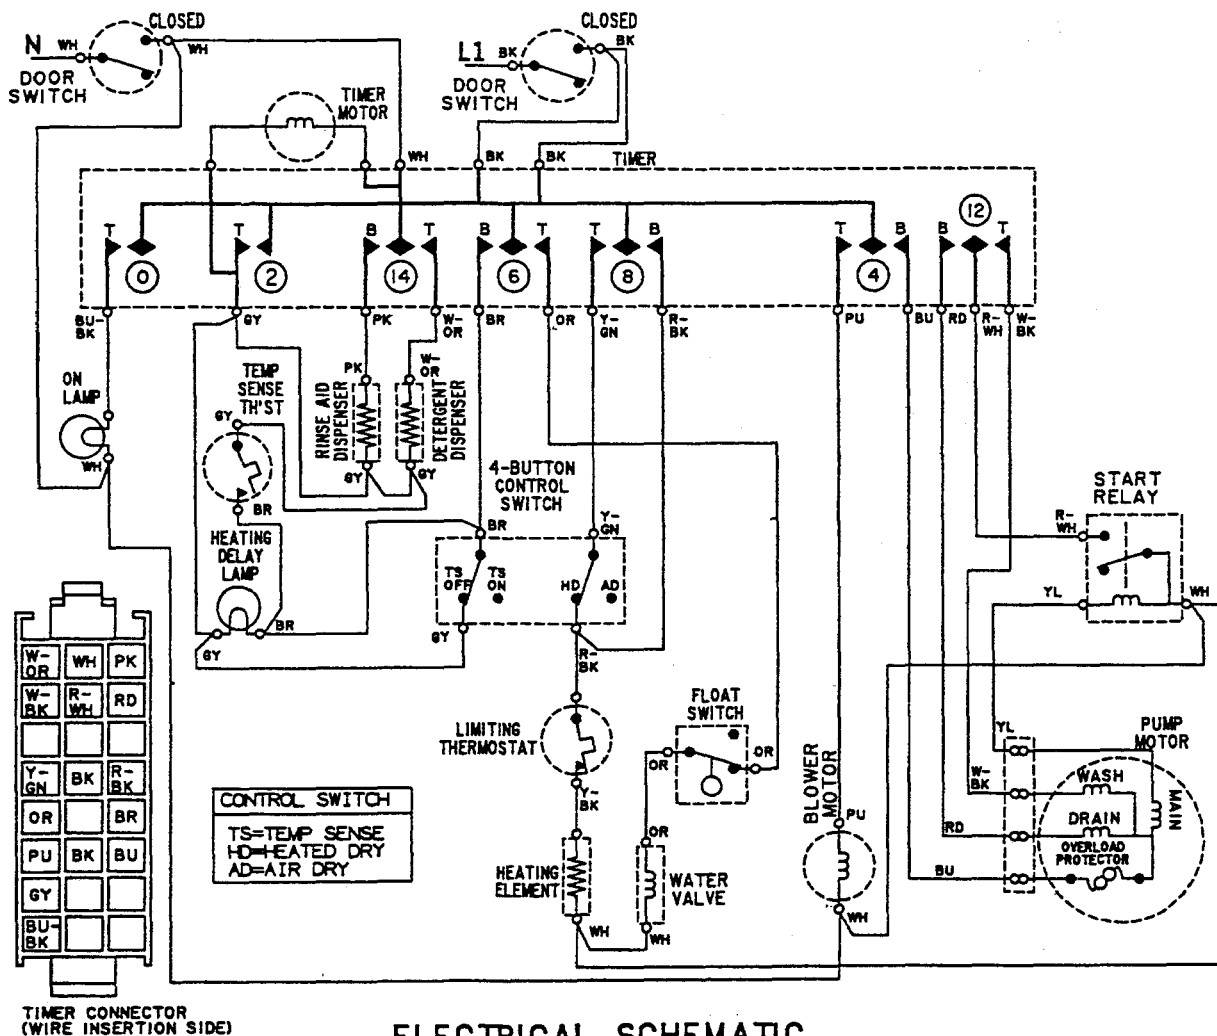 CLOSED
N
WH
WH
DOOR
SWITCH
CLOSED
L1
BK
BK
DOOR
SWITCH
TIMER
MOTOR
WH
BK
BK
TIMER
T
0
T
2
B
14
T
B
6
T
T
8
B
T
4
B
B
12
T
BU-
BK
GY
PK
W-
OR
BR
OR
Y-
GN
R-
BK
PU
BU
RD
R-
WH
W-
BK
ON
LAMP
WH
TEMP
SENSE
TH'ST
GY
BR
PK
RINSE AID
DISPENSER
GY
W-
OR
DETERGENT
DISPENSER
GY
HEATING
DELAY
LAMP
BR
GY
4-BUTTON
CONTROL
SWITCH
BR
Y-
GN
TS
OFF
TS
ON
HD
AD
GY
R-
BK
START
RELAY
R-
WH
YL
WH
LIMITING
THERMOSTAT
Y-
BK
FLOAT
SWITCH
OR
OR
OR
HEATING
ELEMENT
WATER
VALVE
WH
WH
BLOWER
MOTOR
PU
WH
YL
PUMP
MOTOR
W-
BK
WASH
MAIN
RD
DRAIN
OVERLOAD
PROTECTOR
BU
CONTROL SWITCH
TS=TEMP SENSE
HD=HEATED DRY
AD=AIR DRY
W-
OR
WH
PK
W-
BK
R-
WH
RD
Y-
GN
BK
R-
BK
OR
BR
PU
BK
BU
GY
BU-
BK
TIMER CONNECTOR
(WIRE INSERTION SIDE)
ELECTRICAL SCHEMATIC